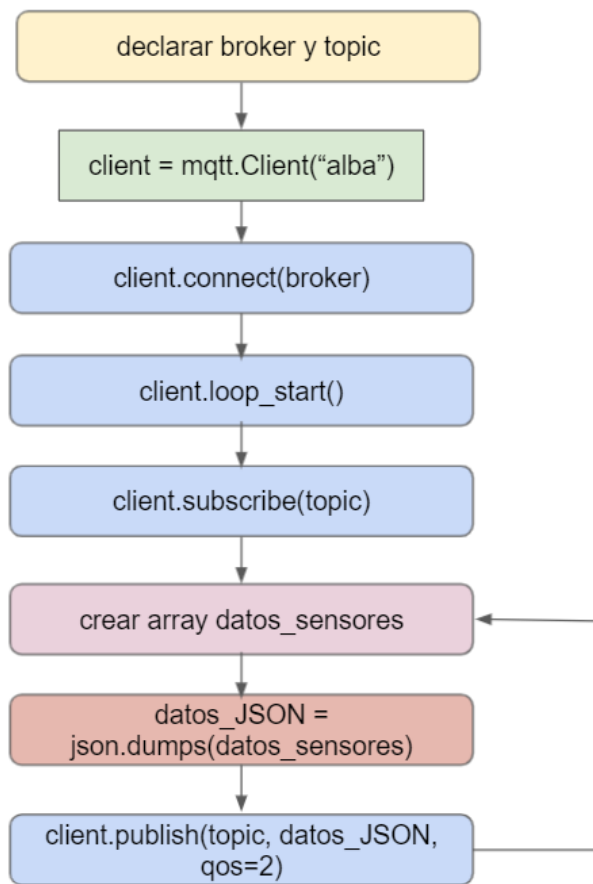 declarar broker y topic
client = mqtt.Client(“alba”)
client.connect(broker)
client.loop_start()
client.subscribe(topic)
crear array datos_sensores
datos_JSON =
json.dumps(datos_sensores)
client.publish(topic, datos_JSON,
qos=2)